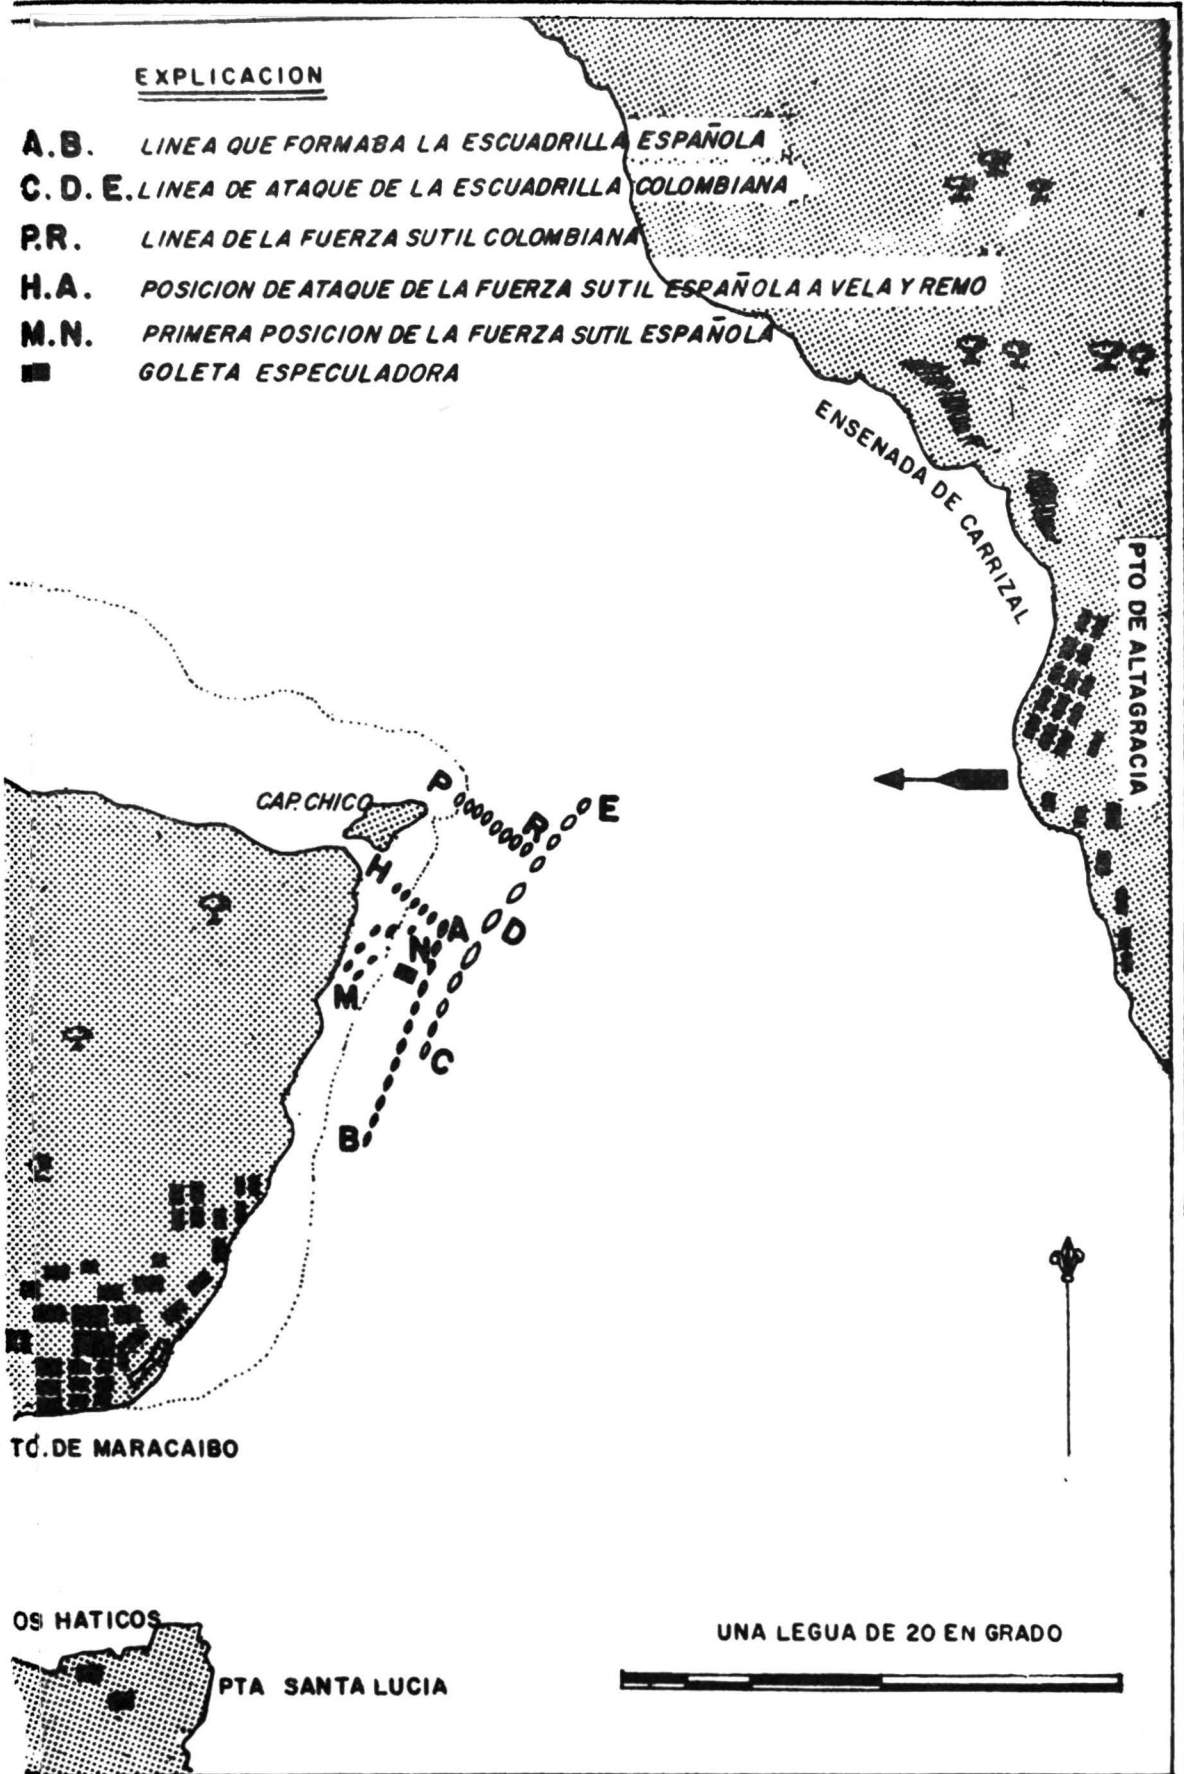 EXPLICACION
A.B. LINEA QUE FORMABA LA ESCUADRILLA ESPAÑOLA
C.D.E. LINEA DE ATAQUE DE LA ESCUADRILLA COLOMBIANA
P.R. LINEA DE LA FUERZA SUTIL COLOMBIANA
H.A. POSICION DE ATAQUE DE LA FUERZA SUTIL ESPAÑOLA A VELA Y REMO
M.N. PRIMERA POSICION DE LA FUERZA SUTIL ESPAÑOLA
GOLETA ESPECULADORA
ENSENADA DE CARRIZAL
PTO DE ALTAGRACIA
P
CAP. CHICO
R
E
H
A
D
N
M
C
B
TO. DE MARACAIBO
OS HATICOS
UNA LEGUA DE 20 EN GRADO
PTA SANTA LUCIA